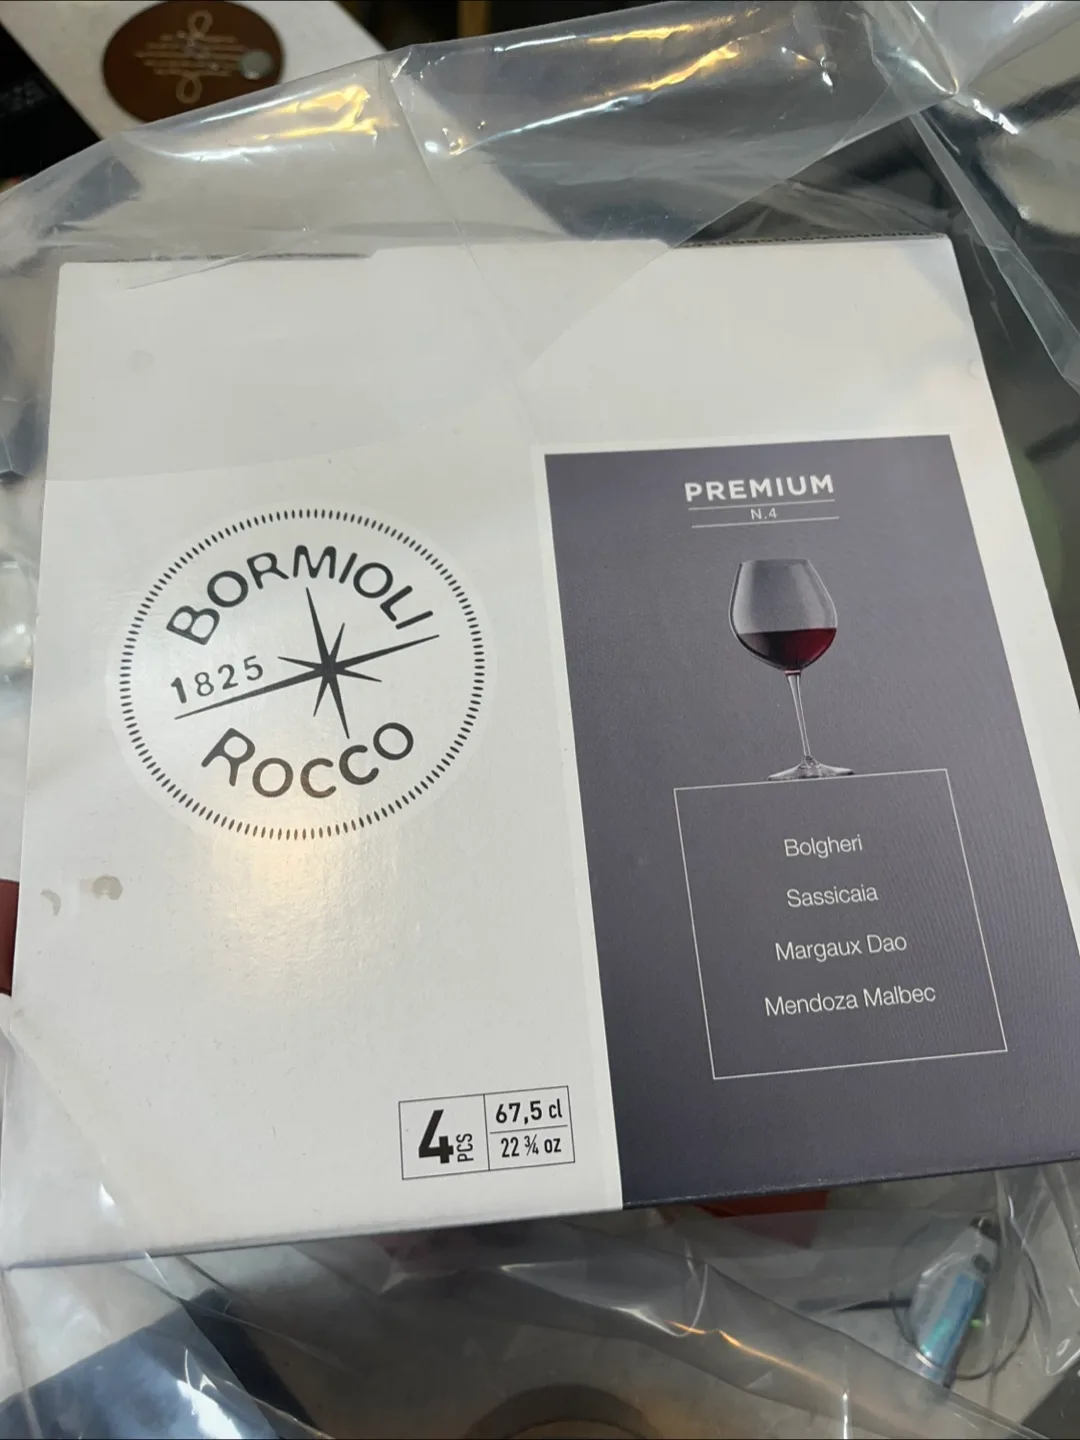 BORMIOLI
1825
ROCCO
PREMIUM
N.4
Bolgheri
Sassicaia
Margaux Dao
Mendoza Malbec
4 PCS
67,5 cl
22 ¾ oz